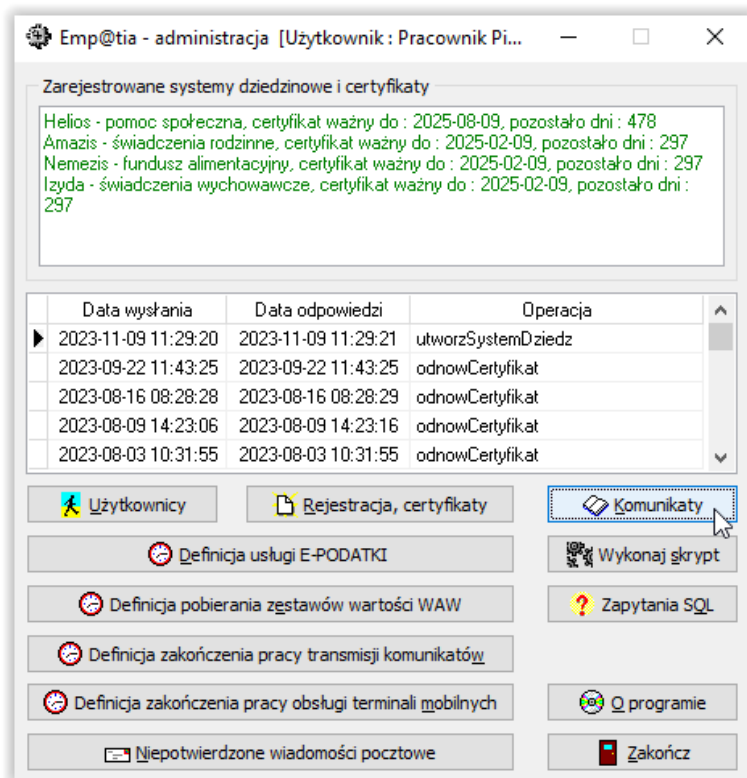 Emp@tia - administracja [Użytkownik : Pracownik Pi...
Zarejestrowane systemy dziedzinowe i certyfikaty
Helios - pomoc społeczna, certyfikat ważny do : 2025-08-09, pozostało dni : 478
Amazis - świadczenia rodzinne, certyfikat ważny do : 2025-02-09, pozostało dni : 297
Nemezis - fundusz alimentacyjny, certyfikat ważny do : 2025-02-09, pozostało dni : 297
Izyda - świadczenia wychowawcze, certyfikat ważny do : 2025-02-09, pozostało dni :
297
Data wysłania Data odpowiedzi Operacja
2023-11-09 11:29:20 2023-11-09 11:29:21 utworzSystemDziedz
2023-09-22 11:43:25 2023-09-22 11:43:25 odnowCertyfikat
2023-08-16 08:28:28 2023-08-16 08:28:29 odnowCertyfikat
2023-08-09 14:23:06 2023-08-09 14:23:16 odnowCertyfikat
2023-08-03 10:31:55 2023-08-03 10:31:55 odnowCertyfikat
Użytkownicy Rejestracja, certyfikaty Komunikaty
Definicja usługi E-PODATKI Wykonaj skrypt
Definicja pobierania zestawów wartości WAW Zapytania SQL
Definicja zakończenia pracy transmisji komunikatów
Definicja zakończenia pracy obsługi terminali mobilnych O programie
Niepotwierdzone wiadomości pocztowe Zakończ